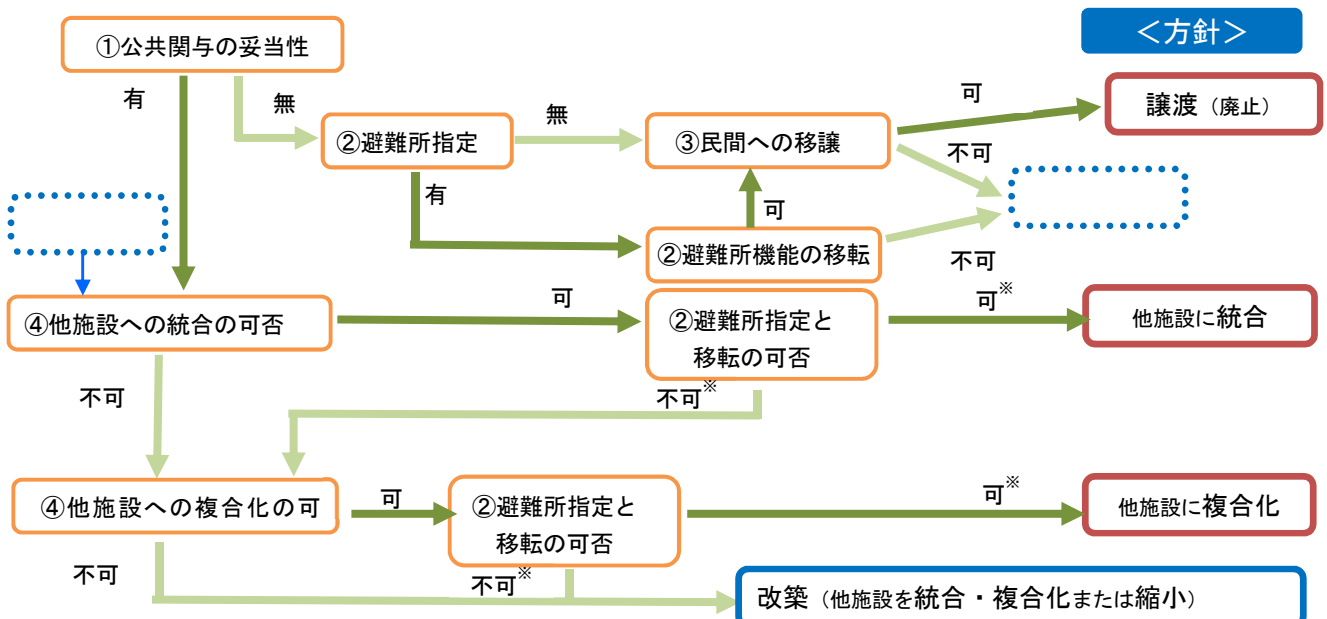 ＜方針＞
①公共関与の妥当性
有
無
可
譲渡（廃止）
②避難所指定
無
③民間への移譲
不可
有
可
②避難所機能の移転
不可
④他施設への統合の可否
可
②避難所指定と
移転の可否
可※
他施設に統合
不可
不可※
④他施設への複合化の可
可
②避難所指定と
移転の可否
可※
他施設に複合化
不可
不可※
改築（他施設を統合・複合化または縮小）